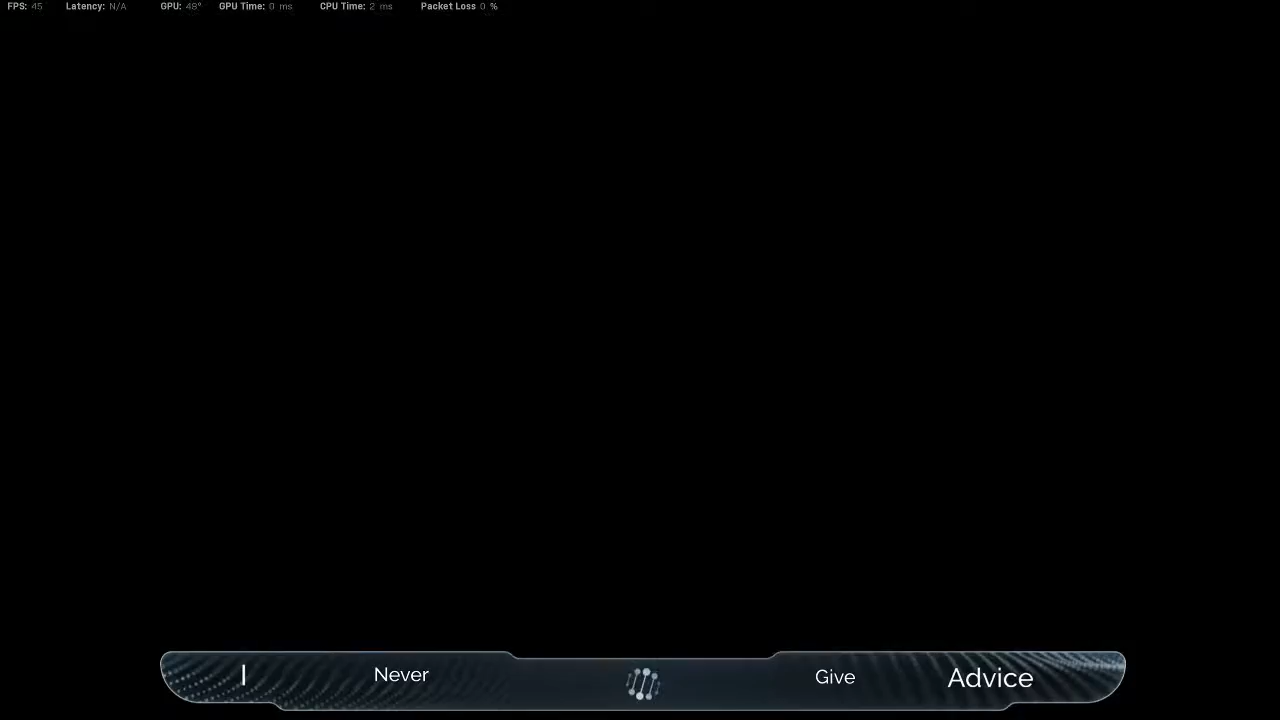 FPS: 45 Latency: N/A GPU: 48° GPU Time: 0 ms CPU Time: 2 ms Packet Loss 0 %
I Never Give Advice